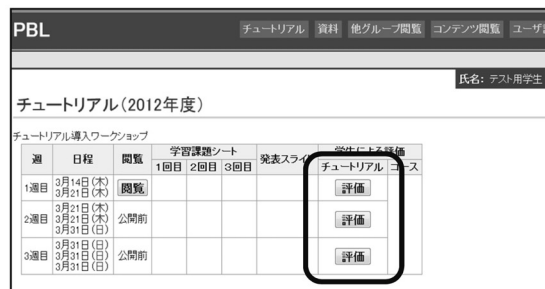 PBL
チュートリアル 資料 他グループ閲覧 コンテンツ閲覧 ユーザ
氏名: テスト用学生
チュートリアル(2012年度)
チュートリアル導入ワークショップ
週 日程 閲覧 学習課題シート 発表スライド 学生による評価
1回目 2回目 3回目 チュートリアル コース
1週目 3月14日(木) 閲覧 評価
3月21日(木)
2週目 3月21日(木) 公開前 評価
3月21日(木)
3月31日(日)
3週目 3月31日(日) 公開前 評価
3月31日(日)
3月31日(日)